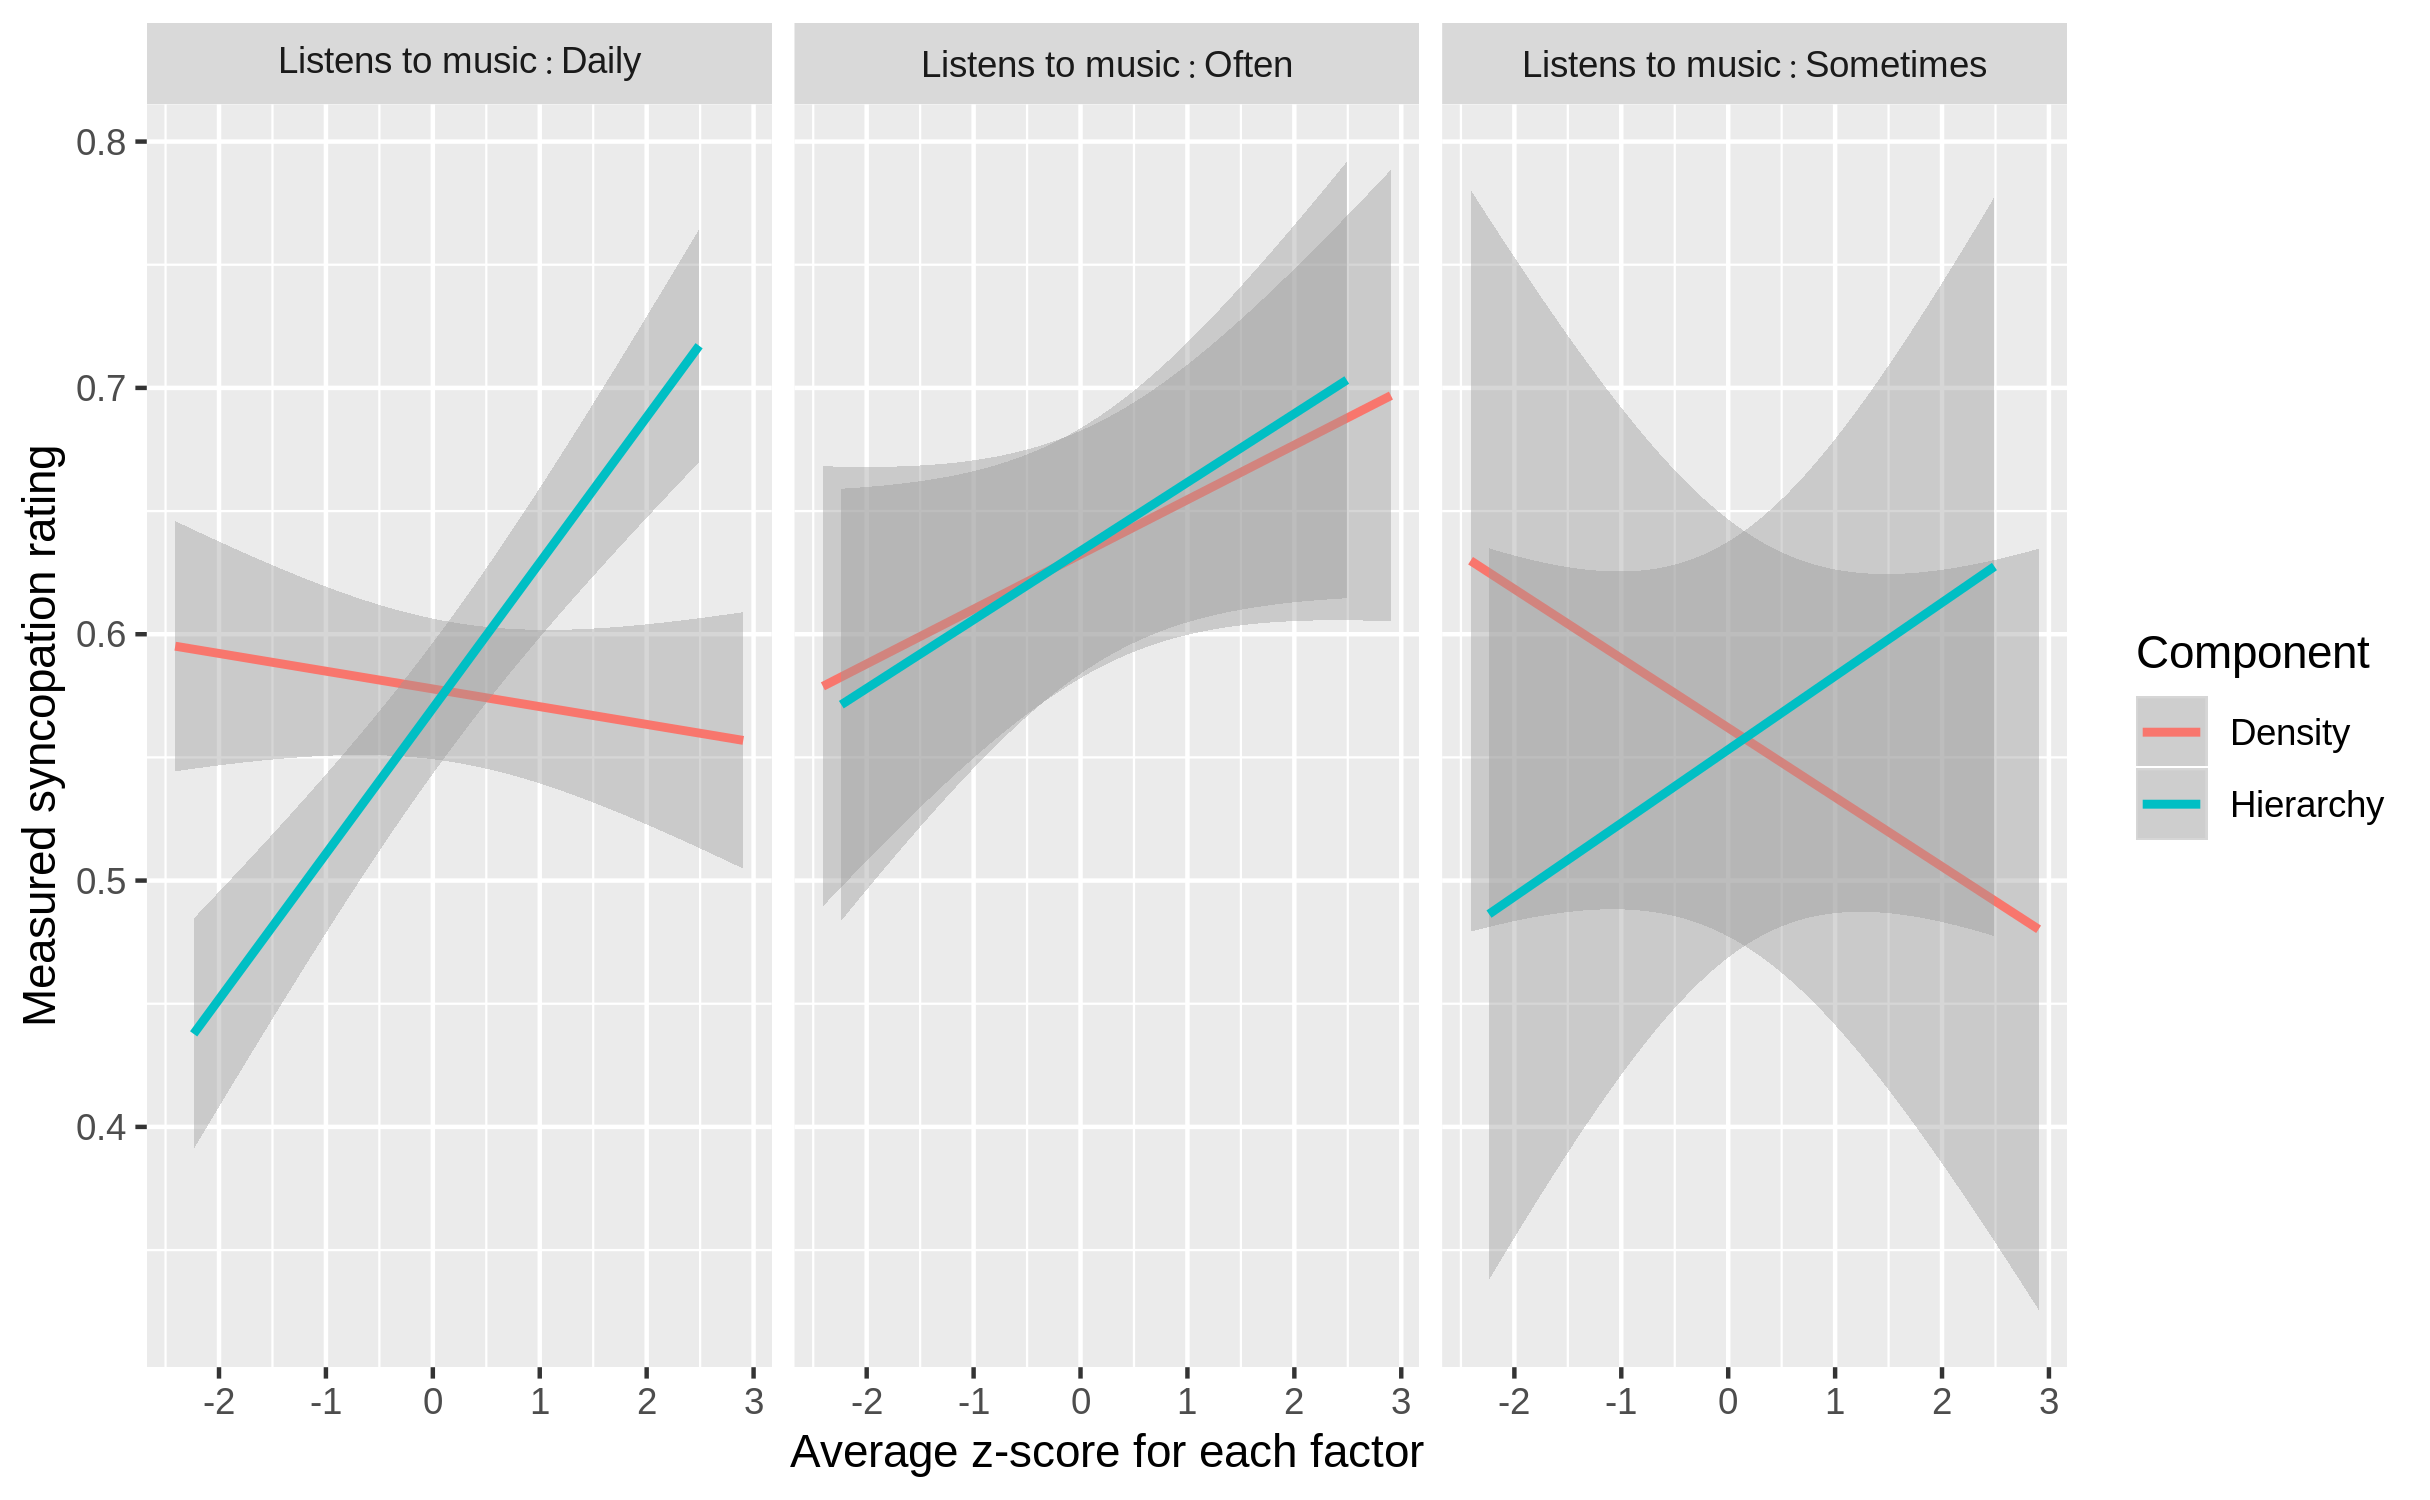 Listens to music : Daily
Listens to music : Often
Listens to music : Sometimes
0.8
0.7
0.6
0.5
0.4
Measured syncopation rating
-2 -1 0 1 2 3
-2 -1 0 1 2 3
-2 -1 0 1 2 3
Average z-score for each factor
Component
Density
Hierarchy